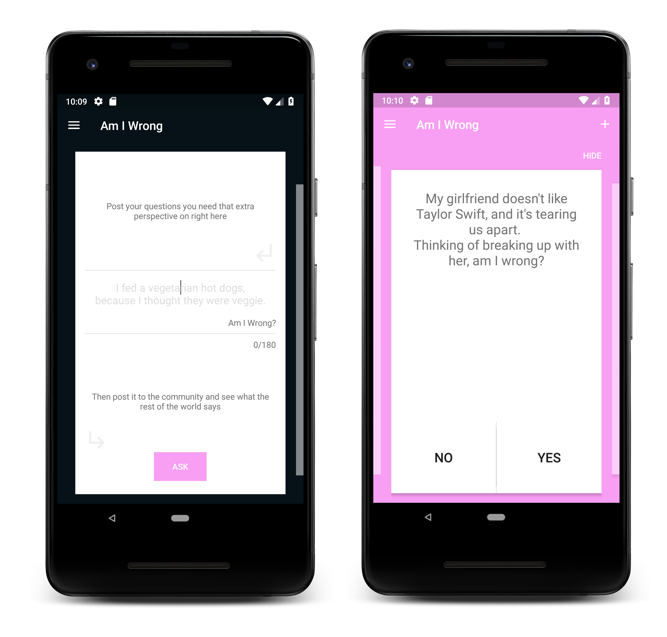 10:09
Am I Wrong
Post your questions you need that extra
perspective on right here
I fed a vegetarian hot dogs,
because I thought they were veggie.
Am I Wrong?
0/180
Then post it to the community and see what the
rest of the world says
ASK
10:10
Am I Wrong
HIDE
My girlfriend doesn't like
Taylor Swift, and it's tearing
us apart.
Thinking of breaking up with
her, am I wrong?
NO
YES